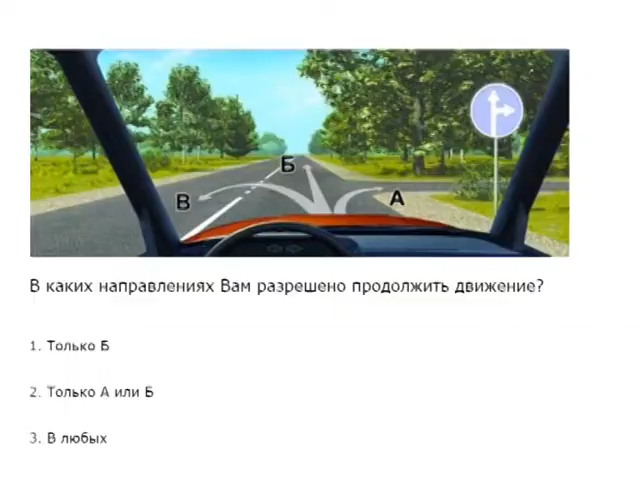 Б
В
А
В каких направлениях Вам разрешено продолжить движение?
1. Только Б
2. Только А или Б
3. В любых